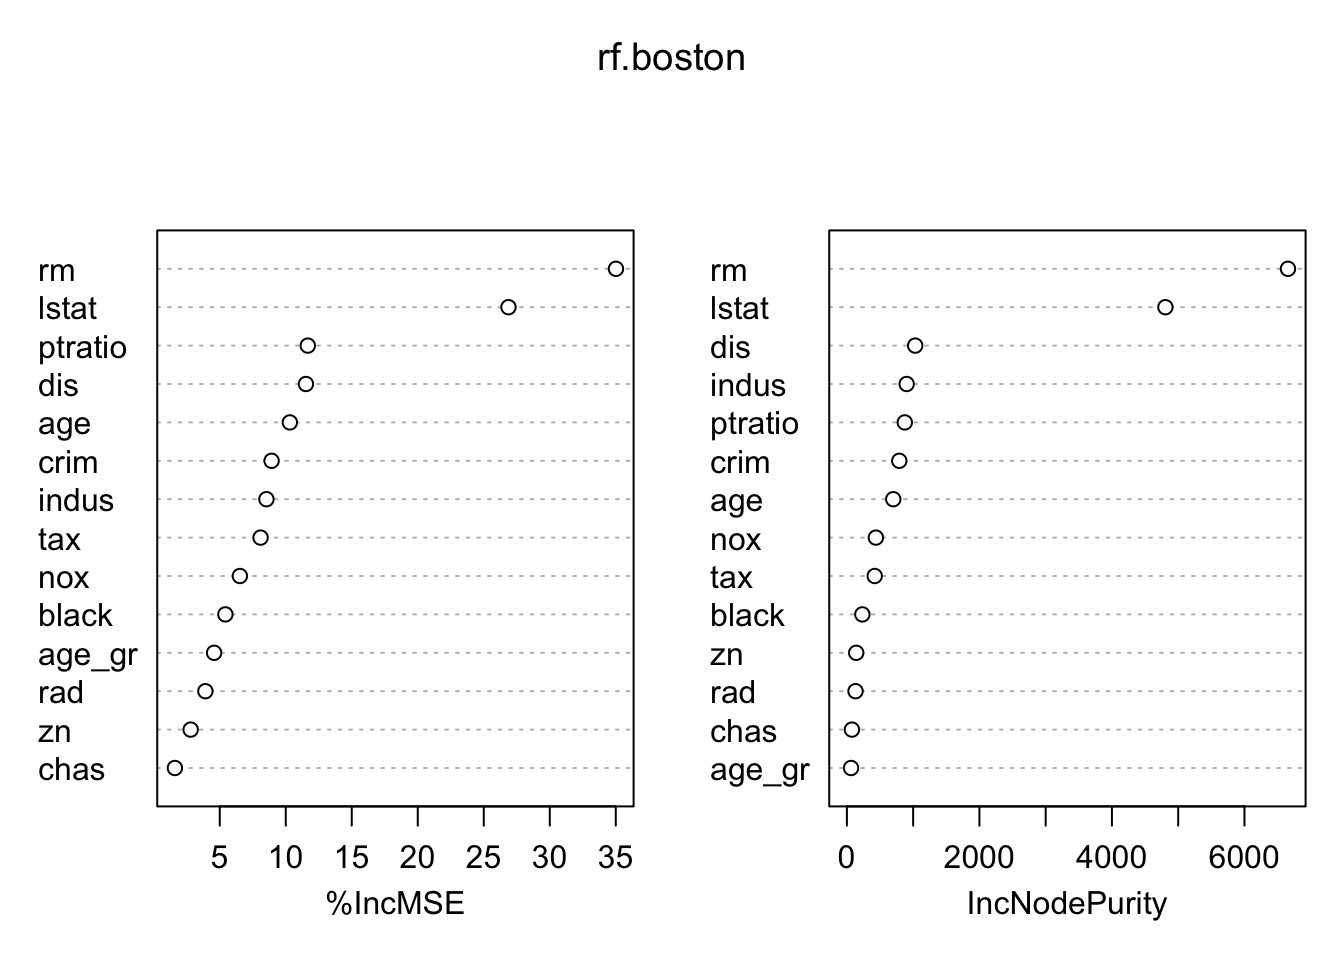 rf.boston
rm
lstat
ptratio
dis
age
crim
indus
tax
nox
black
age_gr
rad
zn
chas
5 10 15 20 25 30 35
%IncMSE
rm
lstat
dis
indus
ptratio
crim
age
nox
tax
black
zn
rad
chas
age_gr
0 2000 4000 6000
IncNodePurity